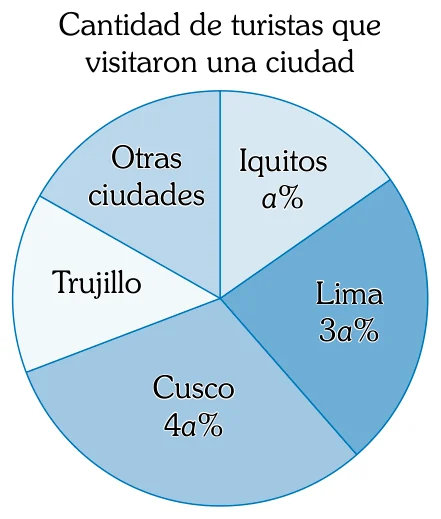 Cantidad de turistas que
visitaron una ciudad
Otras
ciudades
Iquitos
a%
Trujillo
Lima
3a%
Cusco
4a%